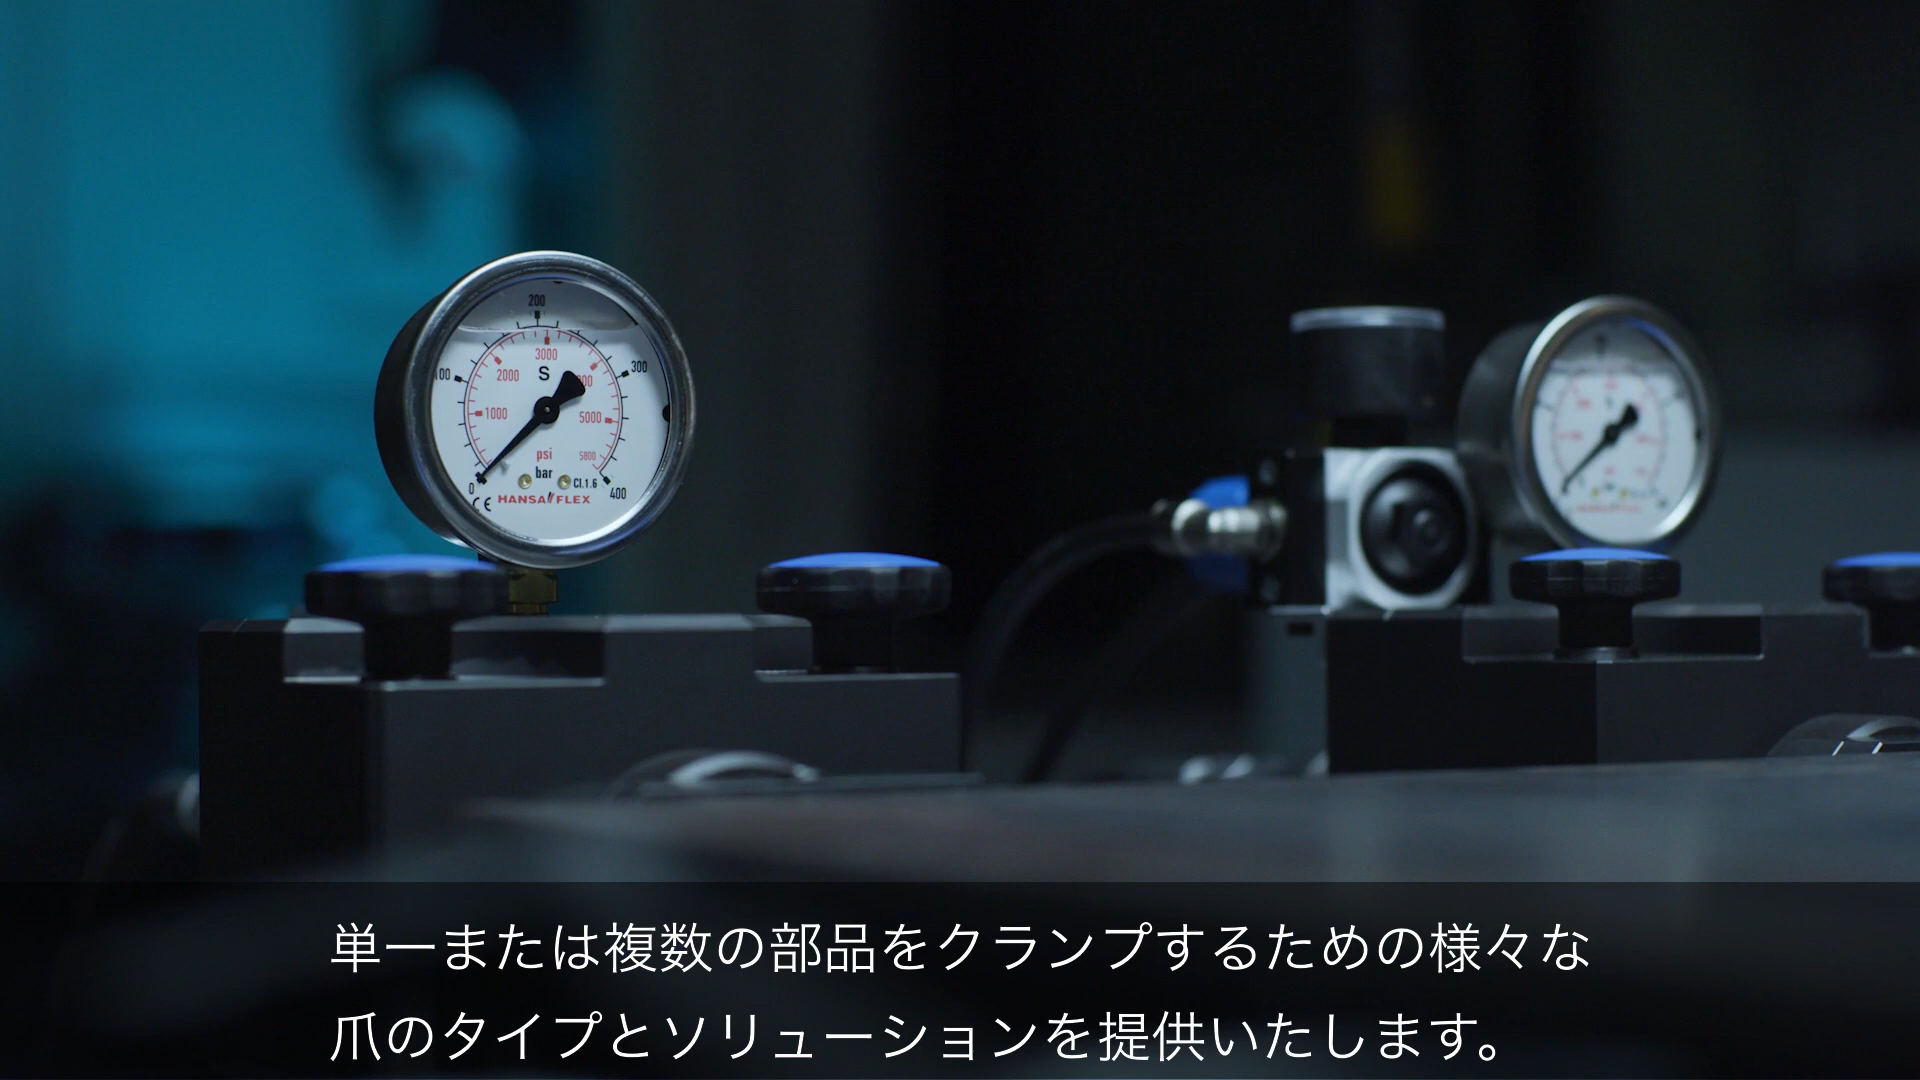 200
100
300
3000
2000
S
1000
5000
psi
5800
bar
0
Cl.1.6
400
CE HANSA FLEX
単一または複数の部品をクランプするための様々な
爪のタイプとソリューションを提供いたします。